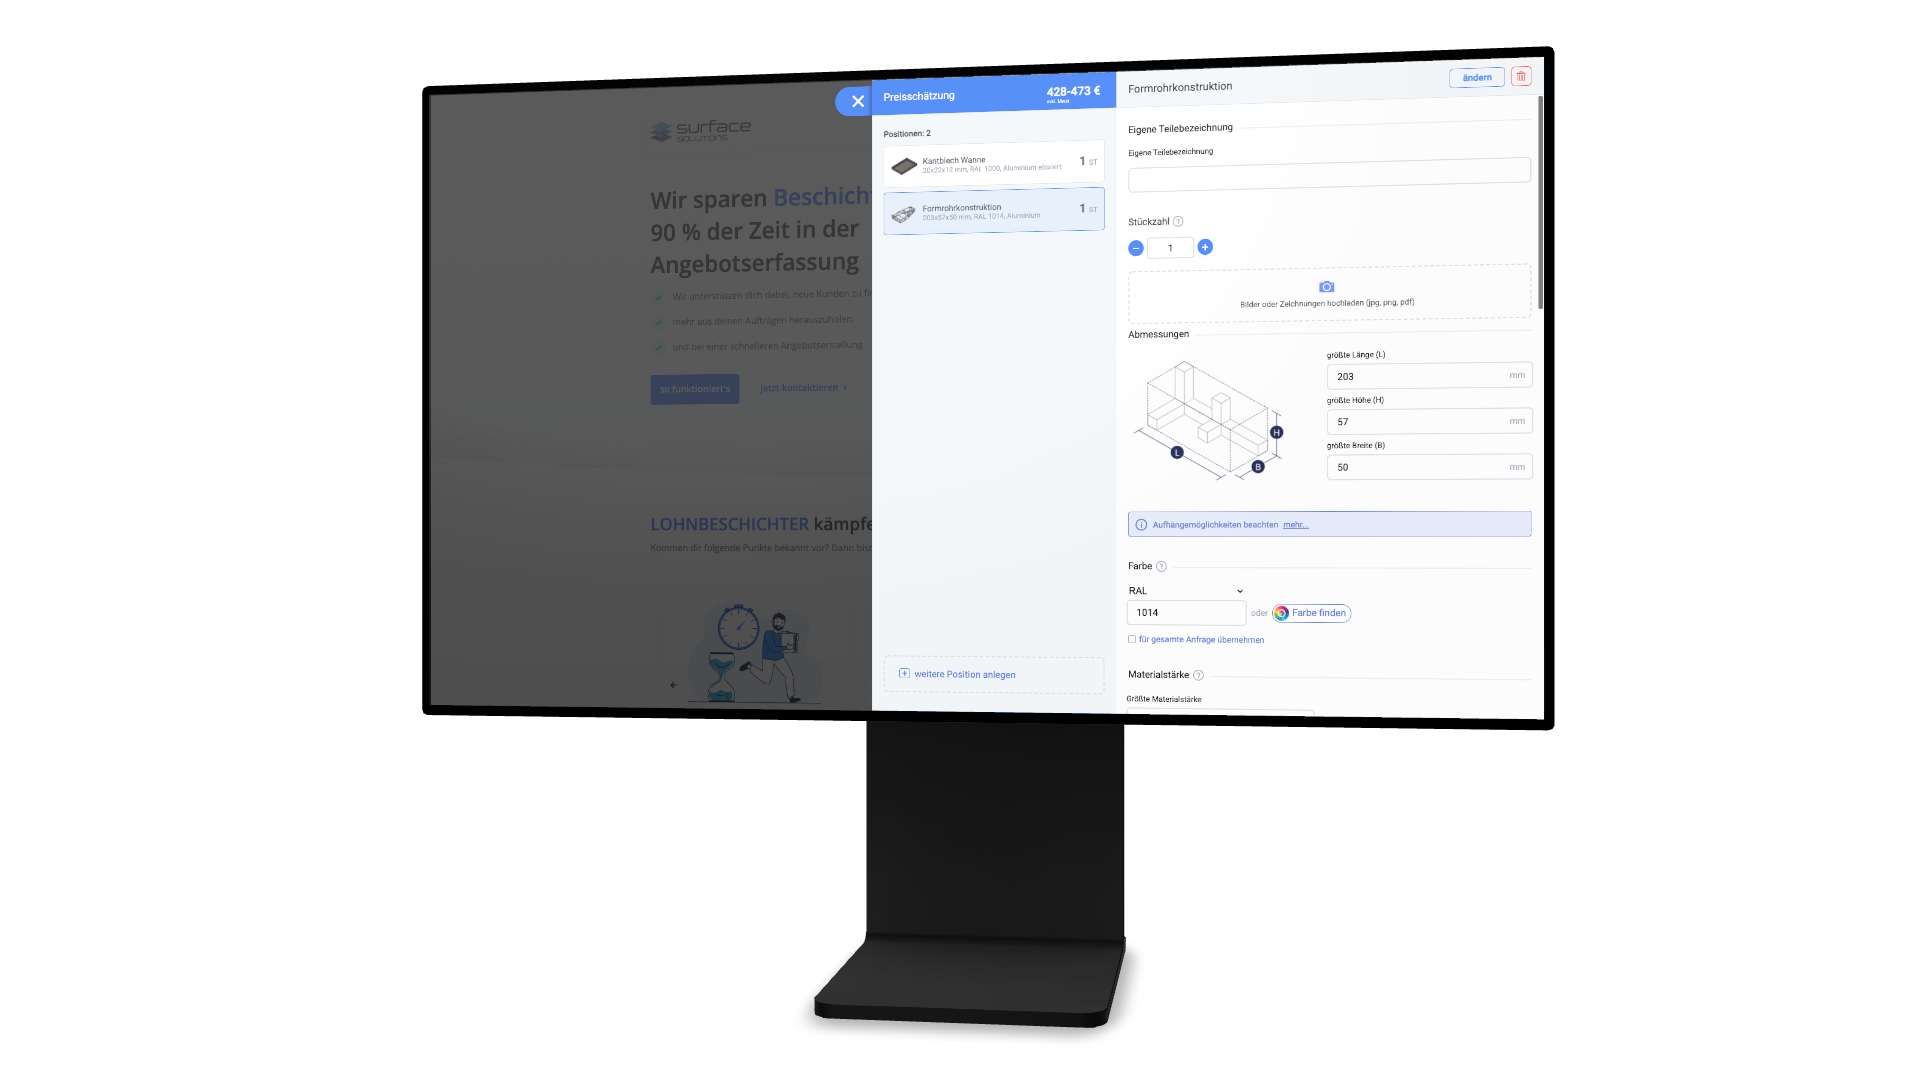 surface
SOLUTIONS
Wir sparen Beschicht
90 % der Zeit in der
Angebotserfassung
Wir unterstützen dich dabei, neue Kunden zu fi
mehr aus deinen Aufträgen herauszuholen
und bei einer schnelleren Angebotserstellung
so funktioniert's
jetzt kontaktieren
LOHNBESCHICHTER kämpfe
Kommen dir folgende Punkte bekannt vor? Dann bist
Preisschätzung
428-473 €
exkl. Mwst
Positionen: 2
Kantblech Wanne
20x22x12 mm, RAL 1000, Aluminium eloxiert
1 ST
Formrohrkonstruktion
203x57x50 mm, RAL 1014, Aluminium
1 ST
weitere Position anlegen
Formrohrkonstruktion
ändern
Eigene Teilebezeichnung
Eigene Teilebezeichnung
Stückzahl ?
− 1 +
Bilder oder Zeichnungen hochladen (jpg, png, pdf)
Abmessungen
L
B
H
größte Länge (L)
203 mm
größte Höhe (H)
57 mm
größte Breite (B)
50 mm
Aufhängemöglichkeiten beachten mehr...
Farbe ?
RAL
1014
oder
Farbe finden
für gesamte Anfrage übernehmen
Materialstärke ?
Größte Materialstärke